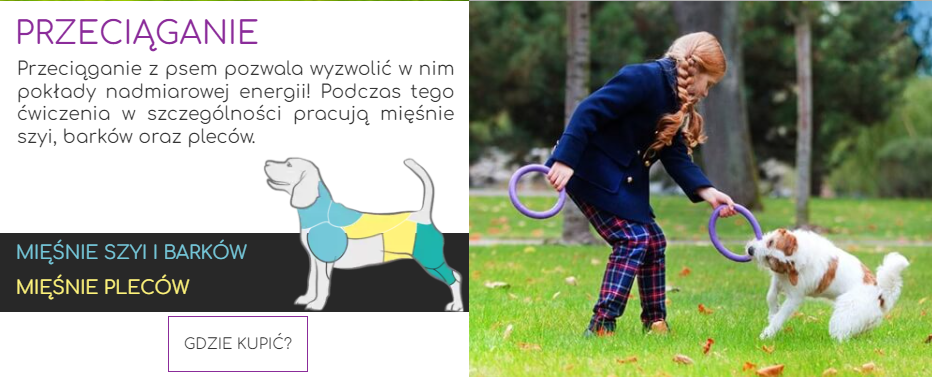 PRZECIĄGANIE
Przeciąganie z psem pozwala wyzwolić w nim
pokłady nadmiarowej energii! Podczas tego
ćwiczenia w szczególności pracują mięśnie
szyi, barków oraz pleców.
MIĘŚNIE SZYI I BARKÓW
MIĘŚNIE PLECÓW
GDZIE KUPIĆ?